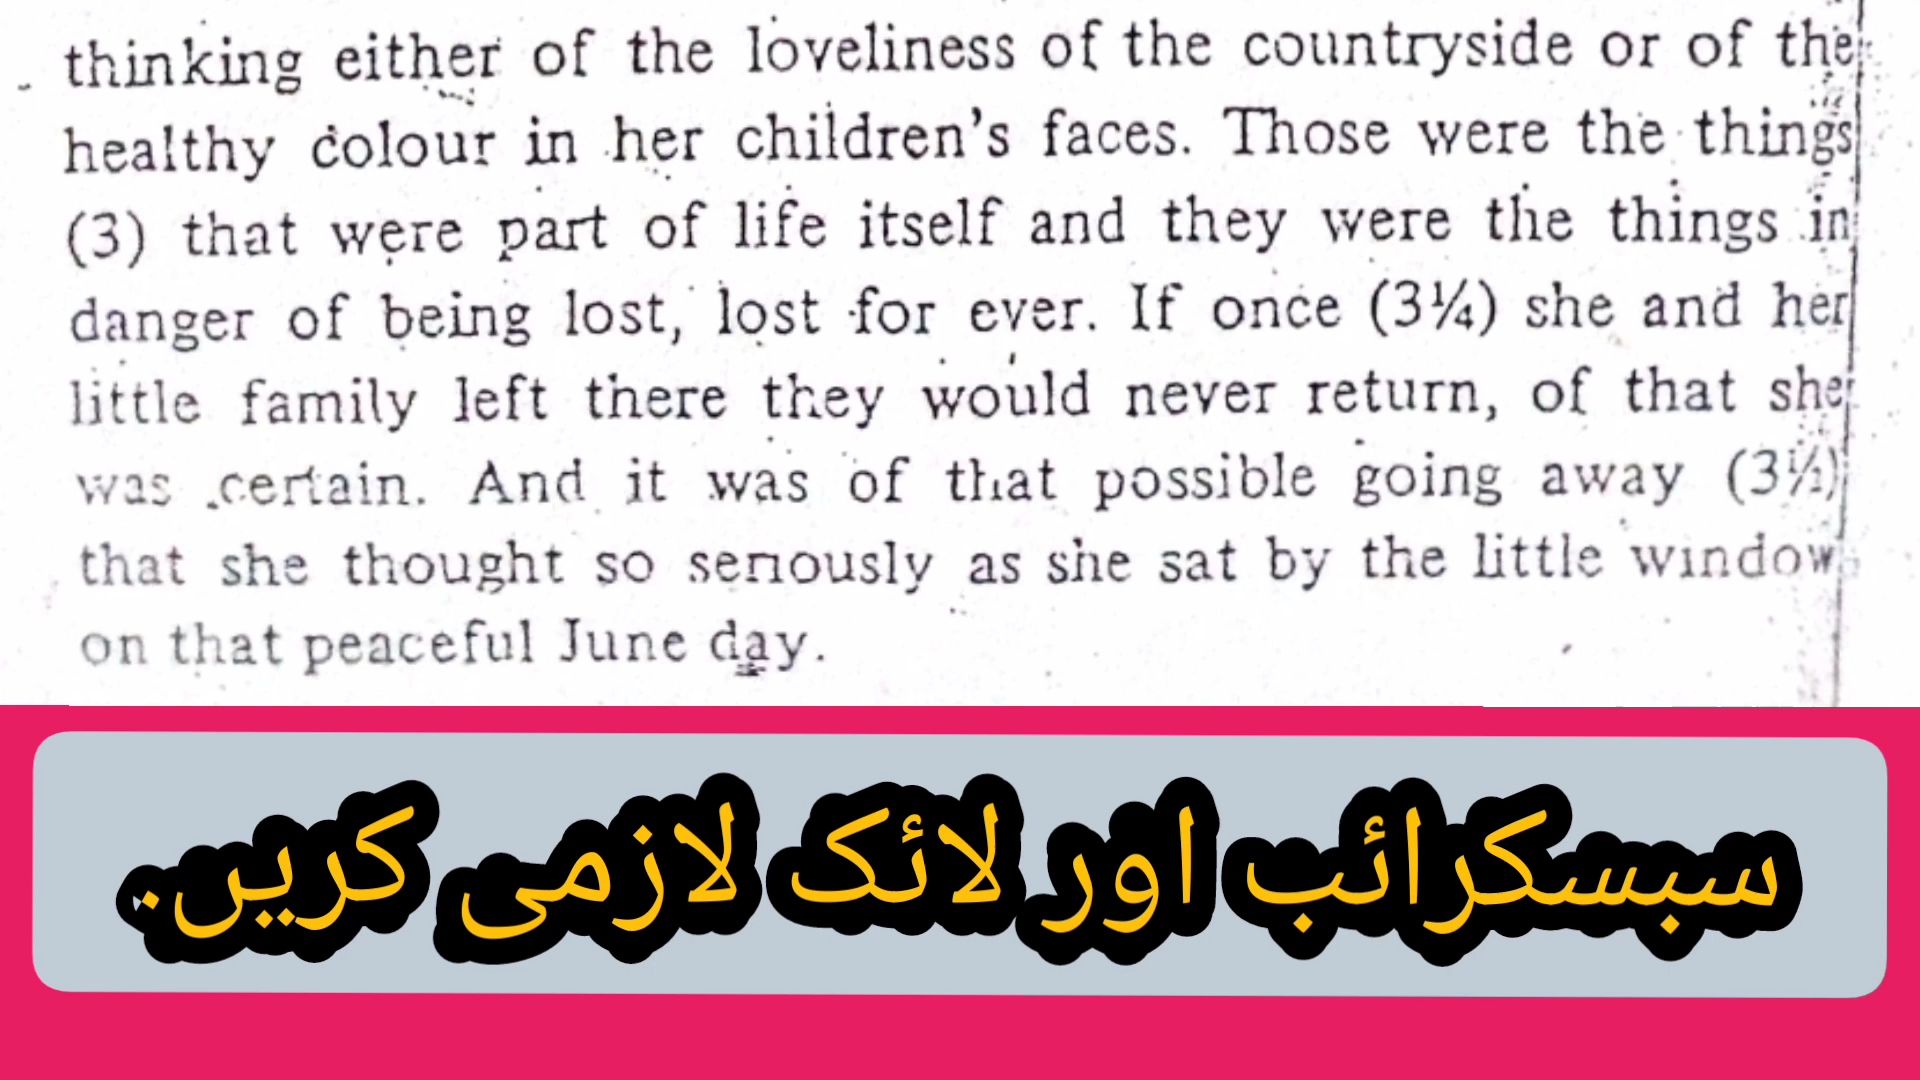 thinking either of the loveliness of the countryside or of the
healthy colour in her children's faces. Those were the things
(3) that were part of life itself and they were the things in
danger of being lost, lost for ever. If once (3¼) she and her
little family left there they would never return, of that she
was certain. And it was of that possible going away (3½)
that she thought so seriously as she sat by the little window
on that peaceful June day.
سبسکرائب اور لائک لازمی کریں.